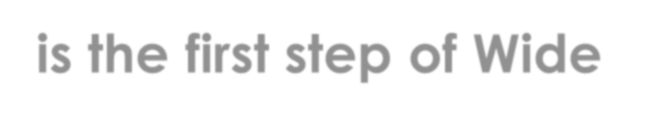 is the first step of Wide